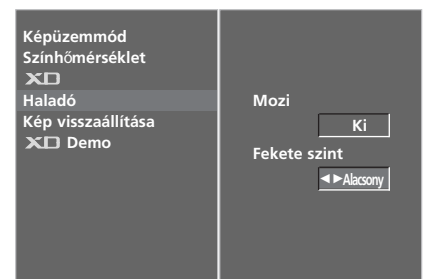 Képüzemmód
Színhőmérséklet
XD
Haladó
Kép visszaállítása
XD Demo
Mozi
Ki
Fekete szint
◄►Alacsony